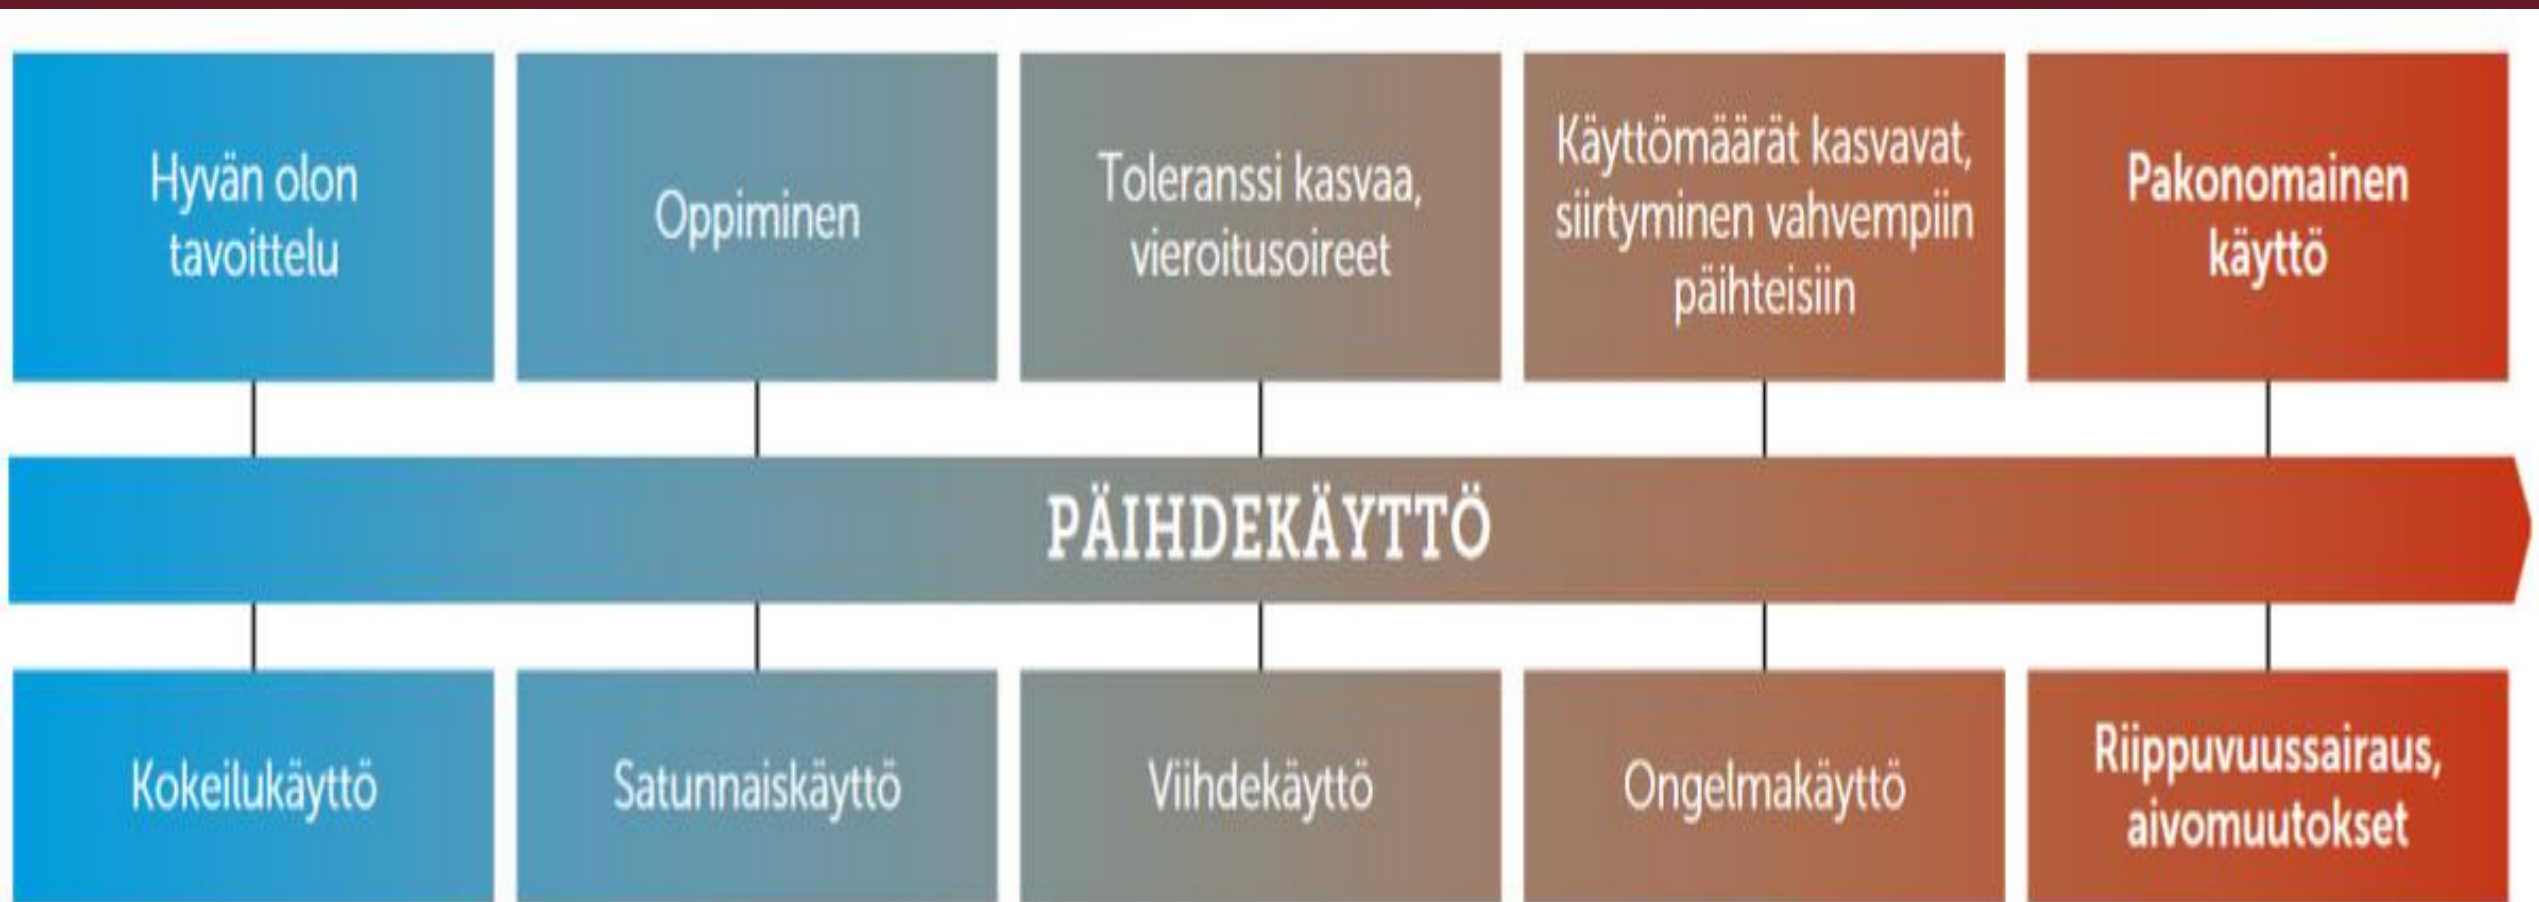 Hyvän olon
tavoittelu
Oppiminen
Toleranssi kasvaa,
vieroitusoireet
Käyttömäärät kasvavat,
siirtyminen vahvempiin
päihteisiin
Pakonomainen
käyttö
PÄIHDEKÄYTTÖ
Kokeilukäyttö
Satunnaiskäyttö
Viihdekäyttö
Ongelmakäyttö
Riippuvuussairaus,
aivomuutokset